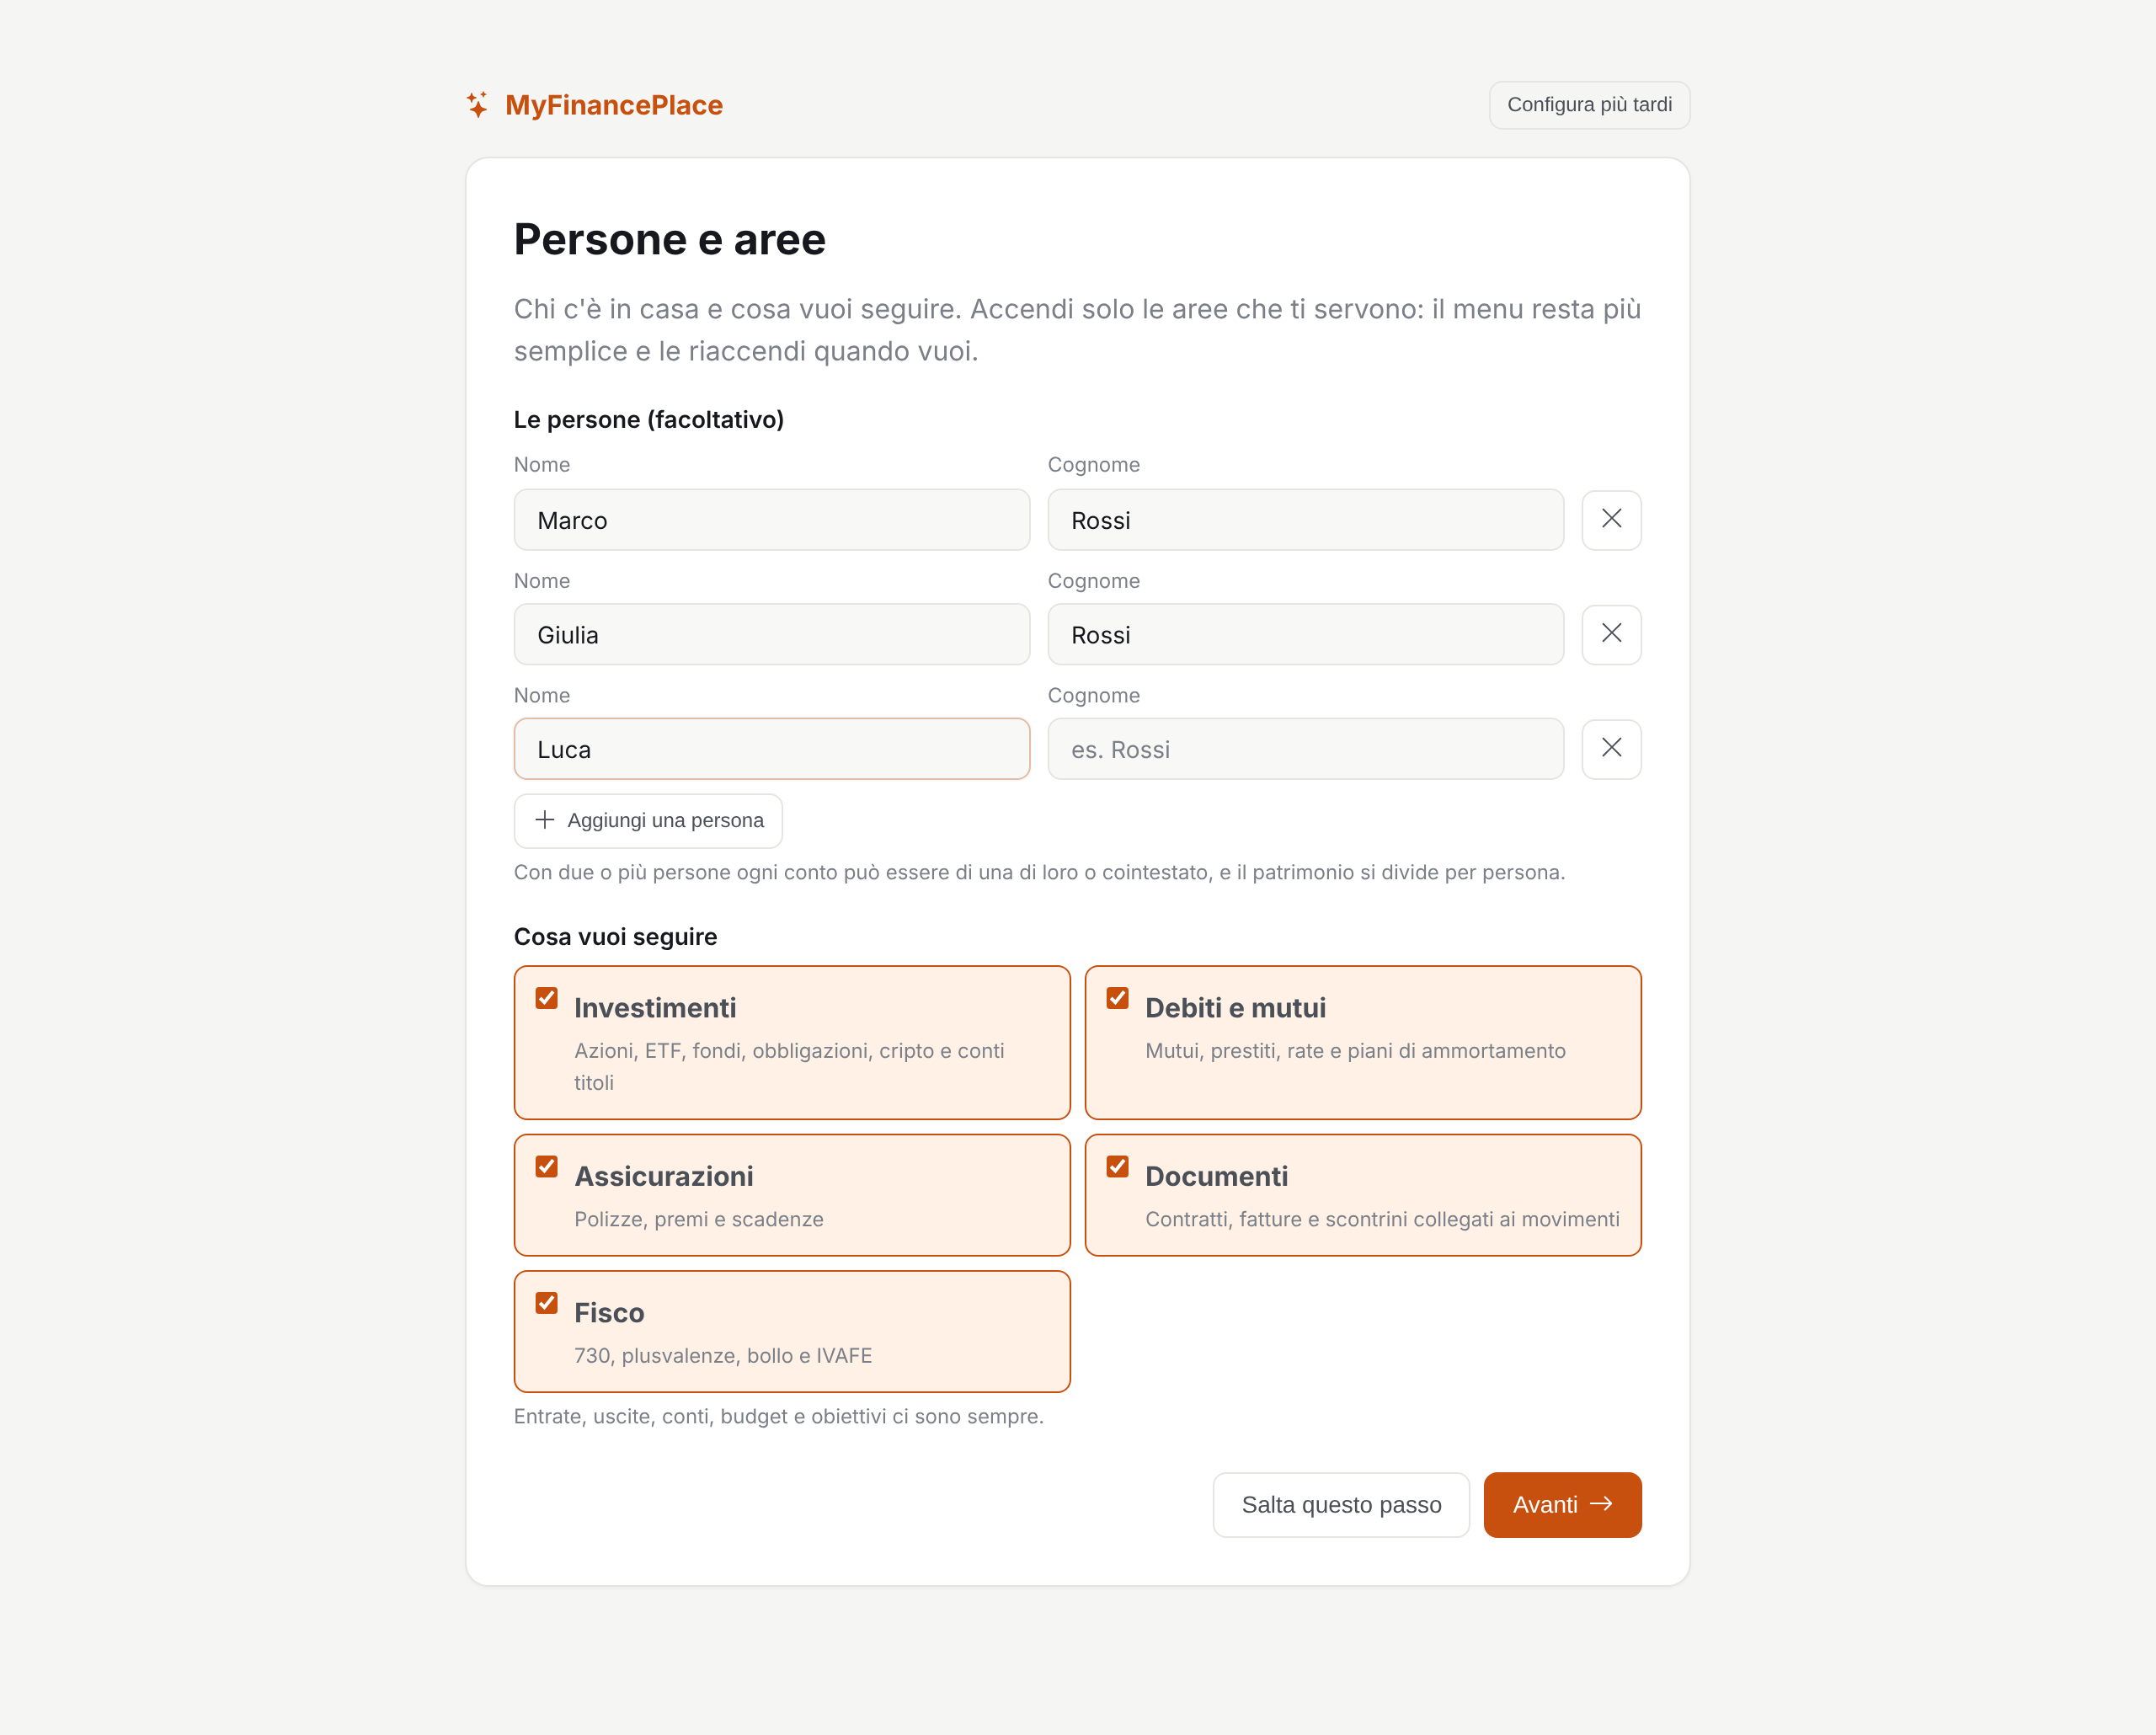 MyFinancePlace
Configura più tardi
Persone e aree
Chi c'è in casa e cosa vuoi seguire. Accendi solo le aree che ti servono: il menu resta più
semplice e le riaccendi quando vuoi.
Le persone (facoltativo)
Nome Cognome
Marco Rossi
Nome Cognome
Giulia Rossi
Nome Cognome
Luca es. Rossi
Aggiungi una persona
Con due o più persone ogni conto può essere di una di loro o cointestato, e il patrimonio si divide per persona.
Cosa vuoi seguire
Investimenti
Azioni, ETF, fondi, obbligazioni, cripto e conti
titoli
Debiti e mutui
Mutui, prestiti, rate e piani di ammortamento
Assicurazioni
Polizze, premi e scadenze
Documenti
Contratti, fatture e scontrini collegati ai movimenti
Fisco
730, plusvalenze, bollo e IVAFE
Entrate, uscite, conti, budget e obiettivi ci sono sempre.
Salta questo passo
Avanti